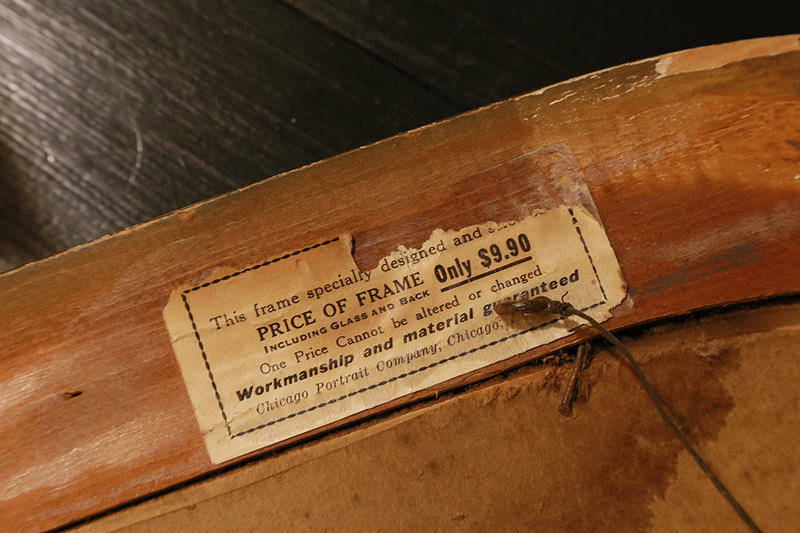 This frame specially designed and
PRICE OF FRAME Only $9.90
INCLUDING GLASS AND BACK
One Price Cannot be altered or changed.
Workmanship and material guaranteed
Chicago Portrait Company, Chicago,